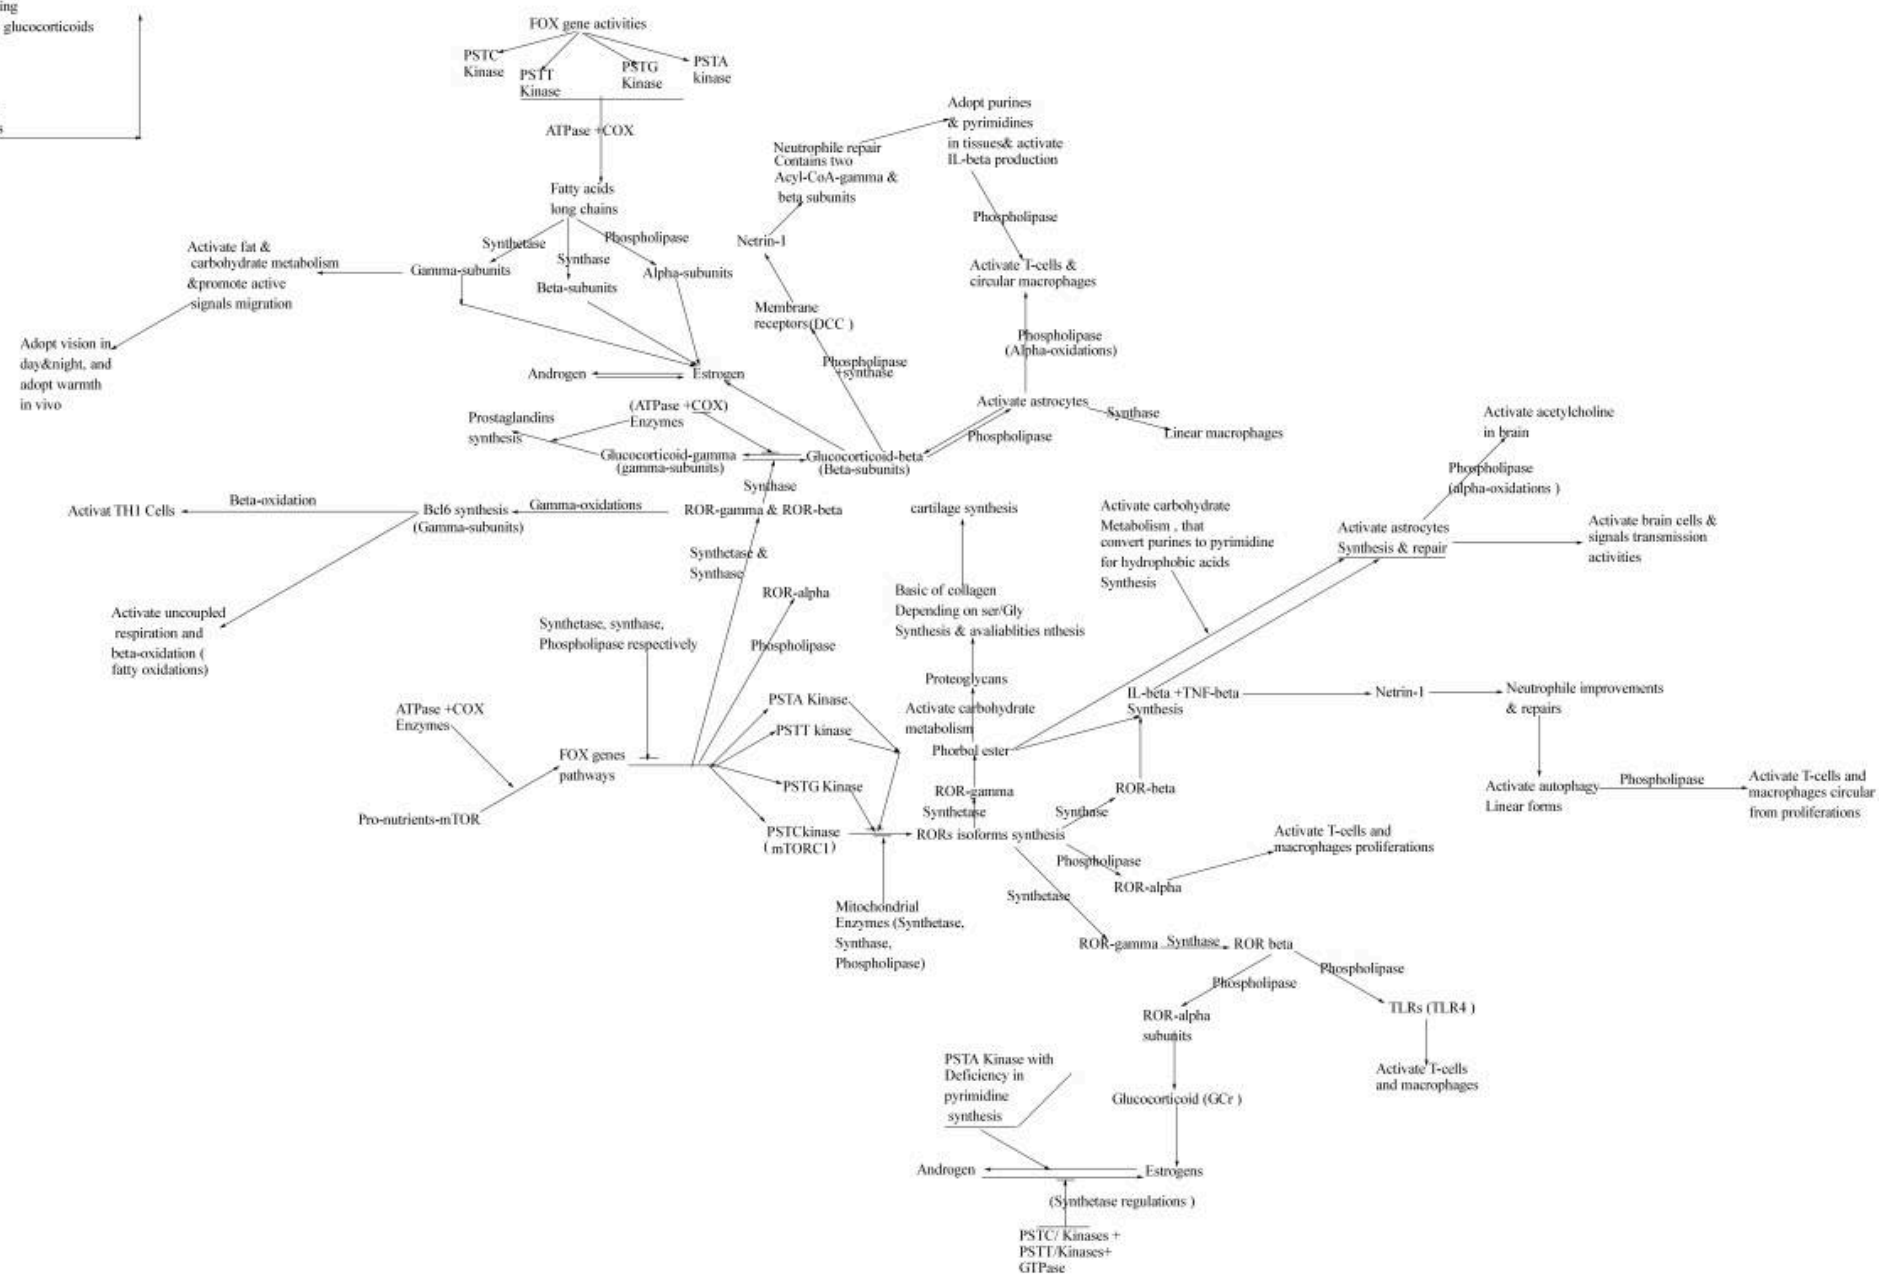 glucocorticoids
FOX gene activities
PSTC
Kinase
PSTT
Kinase
PSTG
Kinase
PSTA
kinase
ATPase +COX
Fatty acids
long chains
Synthetase
Synthase
Phospholipase
Gamma-subunits
Beta-subunits
Alpha-subunits
Activate fat &
carbohydrate metabolism
&promote active
signals migration
Adopt vision in
day&night, and
adopt warmth
in vivo
Androgen
Estrogen
Adopt purines
& pyrimidines
in tissues& activate
IL-beta production
Neutrophile repair
Contains two
Acyl-CoA-gamma &
beta subunits
Netrin-1
Membrane
receptors(DCC )
Phospholipase
+synthase
Phospholipase
Activate T-cells &
circular macrophages
Phospholipase
(Alpha-oxidations)
Activate astrocytes
Synthase
Linear macrophages
Phospholipase
Prostaglandins
synthesis
(ATPase +COX)
Enzymes
Glucocorticoid-gamma
(gamma-subunits)
Glucocorticoid-beta
(Beta-subunits)
Synthase
Activat TH1 Cells
Beta-oxidation
Bcl6 synthesis
(Gamma-subunits)
Gamma-oxidations
ROR-gamma & ROR-beta
Synthetase &
Synthase
Activate uncoupled
respiration and
beta-oxidation (
fatty oxidations)
ROR-alpha
Phospholipase
Synthetase, synthase,
Phospholipase respectively
ATPase +COX
Enzymes
FOX genes
pathways
Pro-nutrients-mTOR
PSTA Kinase
PSTT kinase
PSTG Kinase
PSTCkinase
(mTORC1)
Mitochondrial
Enzymes (Synthetase,
Synthase,
Phospholipase)
cartilage synthesis
Basic of collagen
Depending on ser/Gly
Synthesis & avaliablities nthesis
Proteoglycans
Activate carbohydrate
metabolism
Phorbol ester
ROR-gamma
Synthetase
RORs isoforms synthesis
Synthase
ROR-beta
Phospholipase
ROR-alpha
Activate T-cells and
macrophages proliferations
Activate carbohydrate
Metabolism , that
convert purines to pyrimidine
for hydrophobic acids
Synthesis
Activate acetylcholine
in brain
Phospholipase
(alpha-oxidations )
Activate astrocytes
Synthesis & repair
Activate brain cells &
signals transmission
activities
IL-beta +TNF-beta
Synthesis
Netrin-1
Neutrophile improvements
& repairs
Activate autophagy
Linear forms
Phospholipase
Activate T-cells and
macrophages circular
from proliferations
Synthetase
ROR-gamma
Synthase
ROR beta
Phospholipase
Phospholipase
ROR-alpha
subunits
TLRs (TLR4 )
Activate T-cells
and macrophages
Glucocorticoid (GCr )
PSTA Kinase with
Deficiency in
pyrimidine
synthesis
Androgen
Estrogens
(Synthetase regulations )
PSTC/ Kinases +
PSTT/Kinases+
GTPase